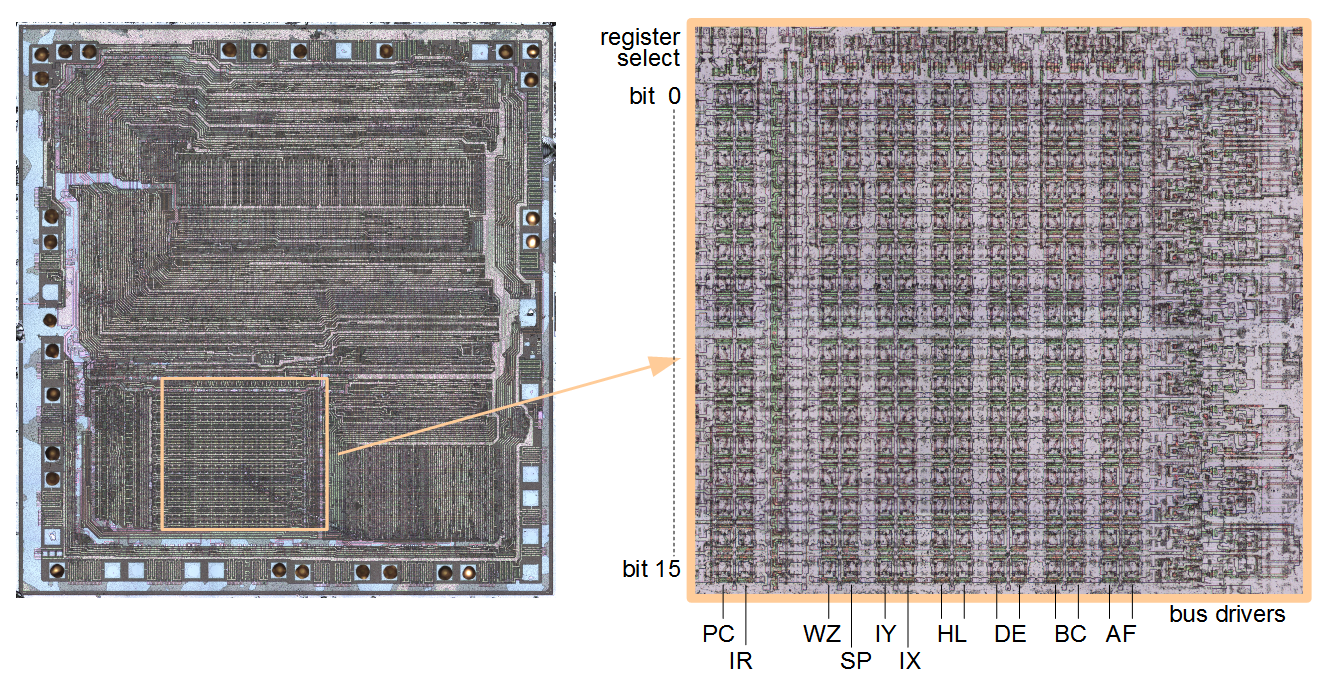 register
select
bit 0
bit 15
bus drivers
PC WZ IY HL DE BC AF
IR SP IX